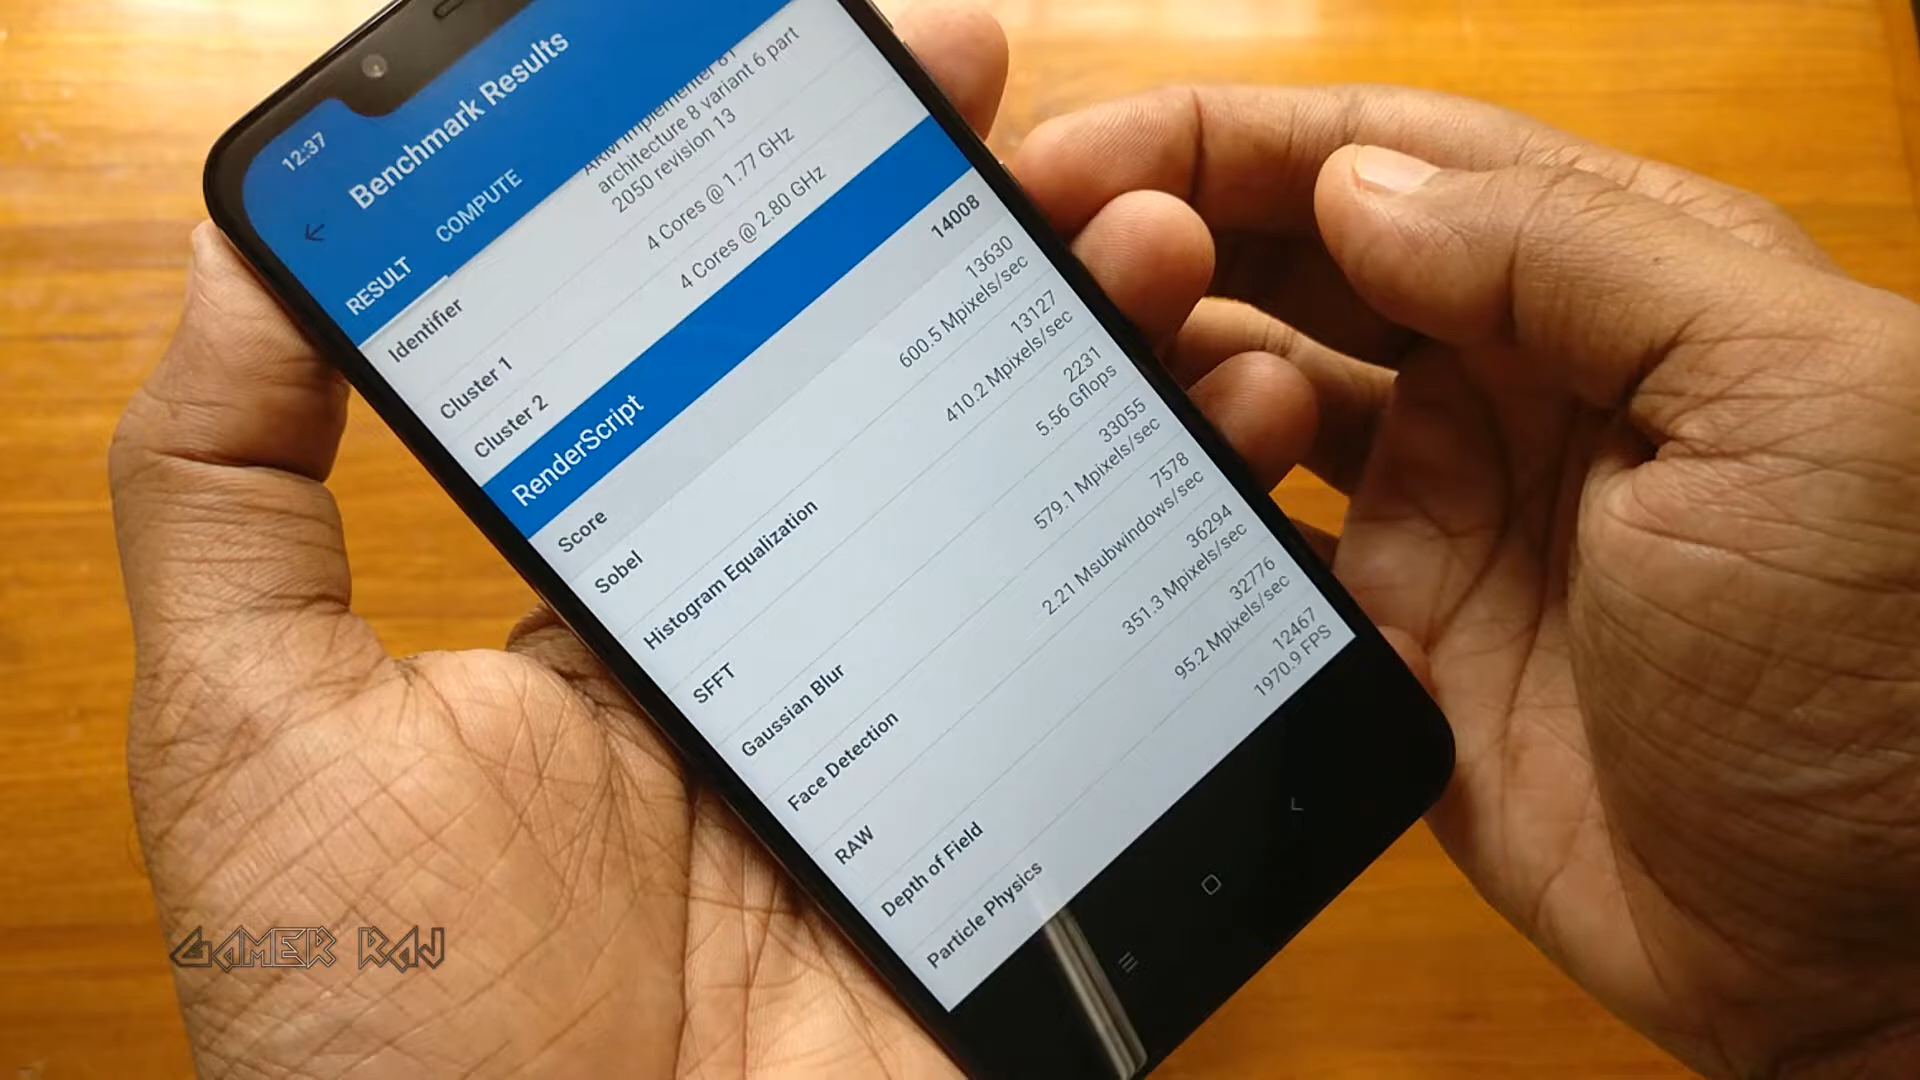 12:37
Benchmark Results
RESULT
COMPUTE
Identifier
ARM implementer 81
architecture 8 variant 6 part
2050 revision 13
Cluster 1
4 Cores @ 1.77 GHz
Cluster 2
4 Cores @ 2.80 GHz
RenderScript
Score
14008
Sobel
13630
600.5 Mpixels/sec
Histogram Equalization
13127
410.2 Mpixels/sec
SFFT
2231
5.56 Gflops
Gaussian Blur
33055
579.1 Mpixels/sec
Face Detection
7578
2.21 Msubwindows/sec
RAW
36294
351.3 Mpixels/sec
Depth of Field
32776
95.2 Mpixels/sec
Particle Physics
12467
1970.9 FPS
GAMER RAJ